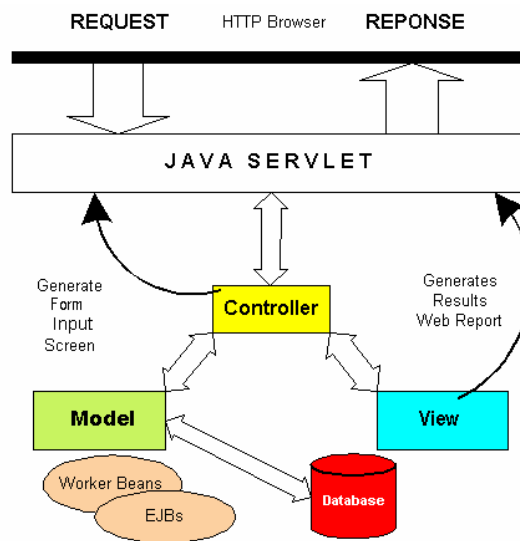 REQUEST
HTTP Browser
REPONSE
JAVA SERVLET
Generate
Form
Input
Screen
Controller
Generates
Results
Web Report
Model
View
Worker Beans
EJBs
Database